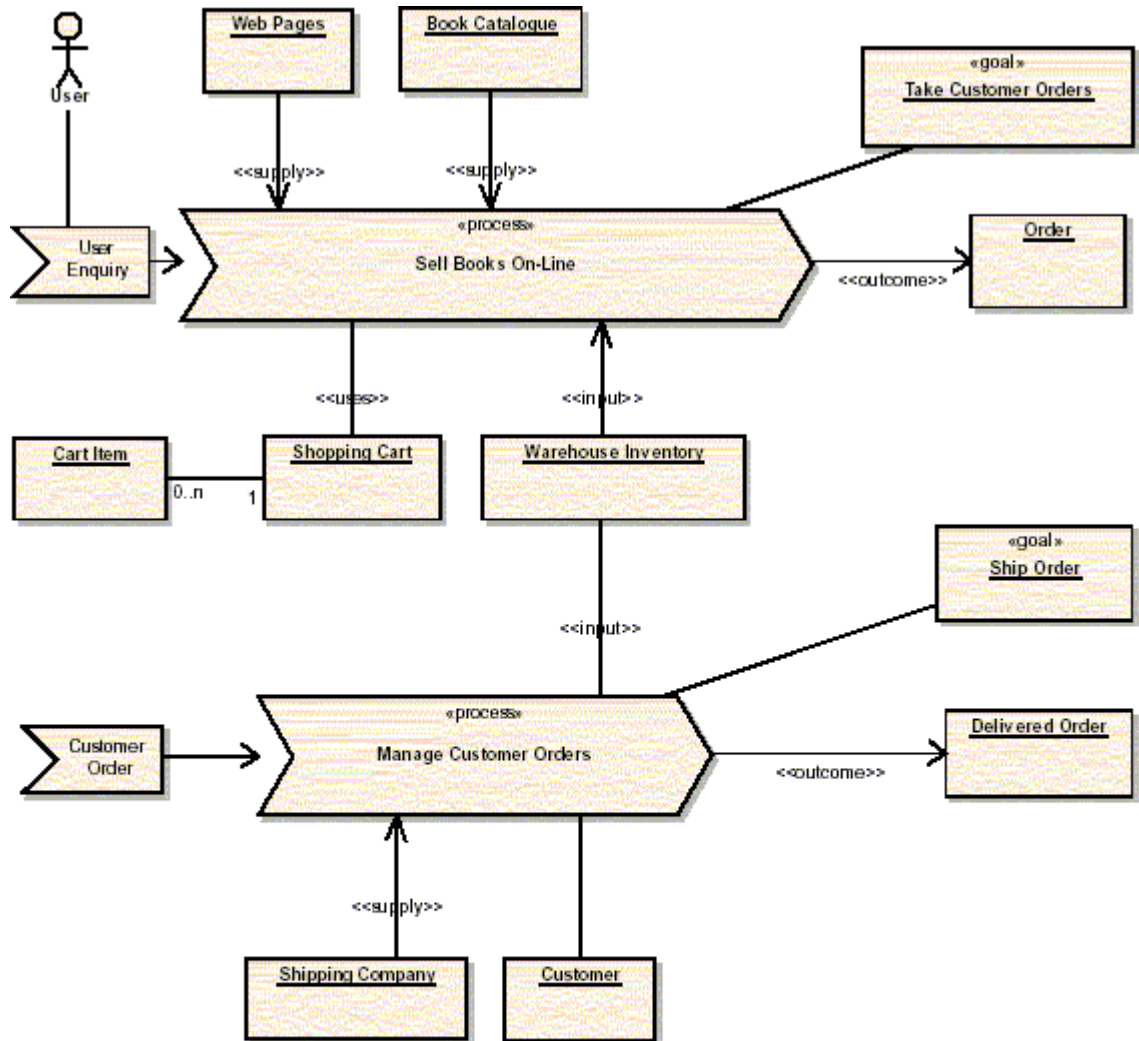 Web Pages
Book Catalogue
«goal»
Take Customer Orders
User
<<supply>>
<<supply>>
«process»
Sell Books On-Line
User
Enquiry
Order
<<outcome>>
<<uses>>
<<input>>
Cart Item
0..n
1
Shopping Cart
Warehouse Inventory
«goal»
Ship Order
<<input>>
«process»
Manage Customer Orders
Customer
Order
Delivered Order
<<outcome>>
<<supply>>
Shipping Company
Customer